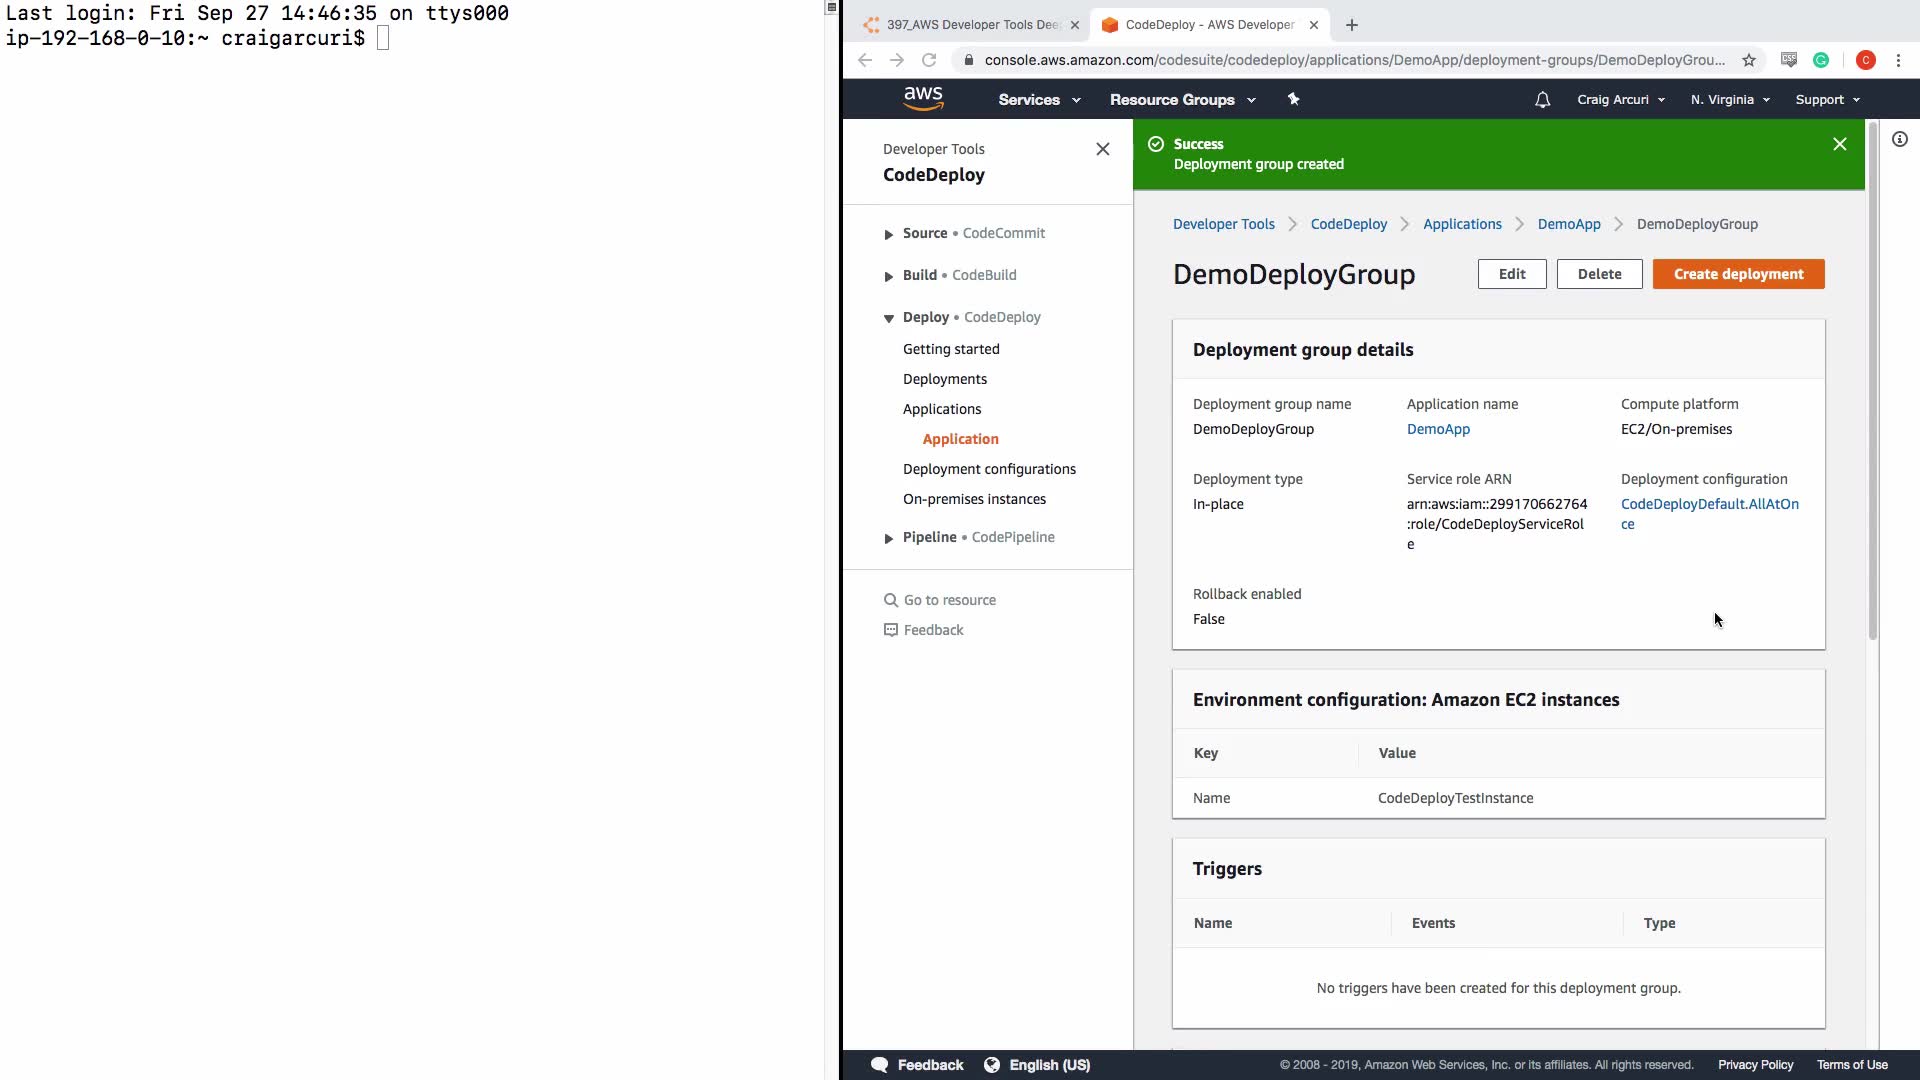 Last login: Fri Sep 27 14:46:35 on ttys000
ip-192-168-0-10:~ craigarcuri$
397_AWS Developer Tools Dee
CodeDeploy - AWS Developer
console.aws.amazon.com/codesuite/codedeploy/applications/DemoApp/deployment-groups/DemoDeployGrou...
C
aws
Services
Resource Groups
Craig Arcuri
N. Virginia
Support
Developer Tools
CodeDeploy
Source • CodeCommit
Build • CodeBuild
Deploy • CodeDeploy
Getting started
Deployments
Applications
Application
Deployment configurations
On-premises instances
Pipeline • CodePipeline
Go to resource
Feedback
Success
Deployment group created
Developer Tools
CodeDeploy
Applications
DemoApp
DemoDeployGroup
DemoDeployGroup
Edit
Delete
Create deployment
Deployment group details
Deployment group name
DemoDeployGroup
Application name
DemoApp
Compute platform
EC2/On-premises
Deployment type
In-place
Service role ARN
arn:aws:iam::299170662764
:role/CodeDeployServiceRol
e
Deployment configuration
CodeDeployDefault.AllAtOn
ce
Rollback enabled
False
Environment configuration: Amazon EC2 instances
Key
Value
Name
CodeDeployTestInstance
Triggers
Name
Events
Type
No triggers have been created for this deployment group.
Feedback
English (US)
© 2008 - 2019, Amazon Web Services, Inc. or its affiliates. All rights reserved.
Privacy Policy
Terms of Use